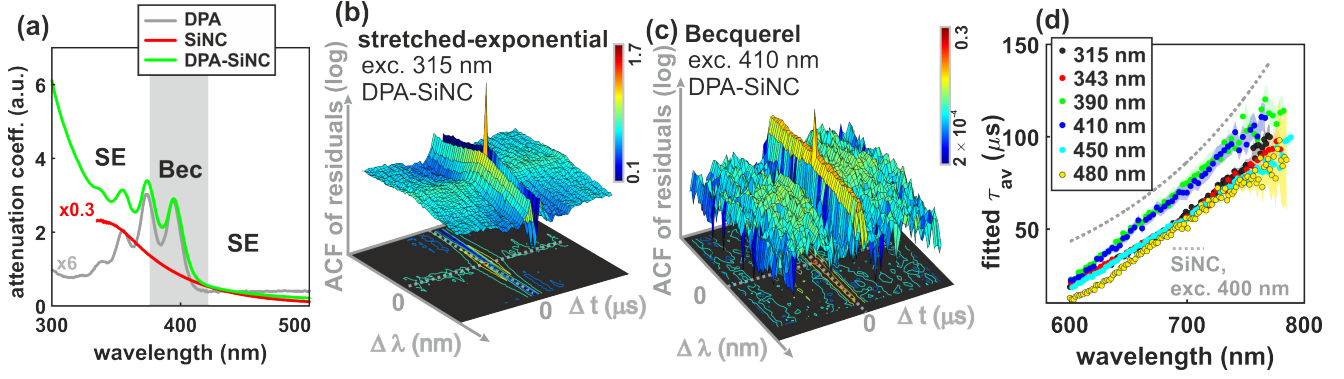 (a)
DPA
SiNC
DPA-SiNC
attenuation coeff. (a.u.)
6
4
2
0
SE
Bec
SE
x0.3
x6
300
400
500
wavelength (nm)
(b)
stretched-exponential
exc. 315 nm
DPA-SiNC
1.7
0.1
ACF of residuals (log)
0
0
Δ t (µs)
Δ λ (nm)
(c)
Becquerel
exc. 410 nm
DPA-SiNC
0.3
2 × 10⁻⁴
ACF of residuals (log)
0
0
Δ t (µs)
Δ λ (nm)
(d)
150
100
50
fitted τav (µs)
315 nm
343 nm
390 nm
410 nm
450 nm
480 nm
SiNC,
exc. 400 nm
600
700
800
wavelength (nm)